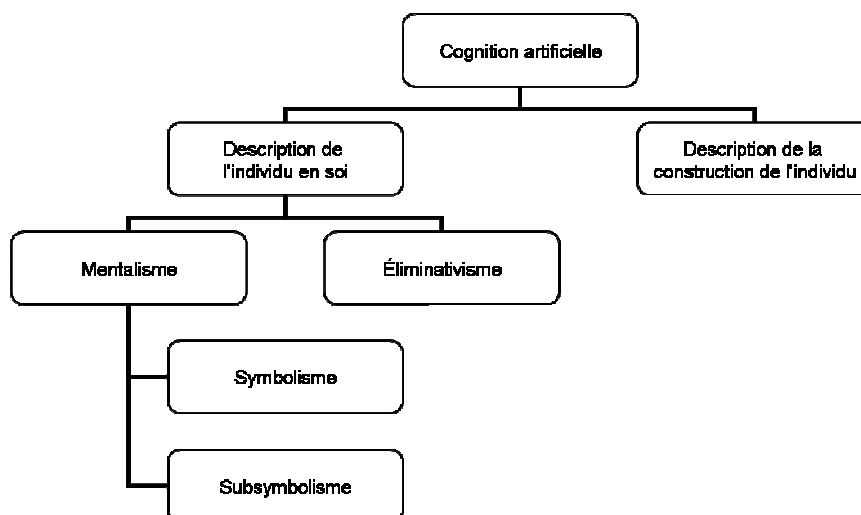 Cognition artificielle
Description de
l'individu en soi
Description de la
construction de l'individu
Mentalisme
Éliminativisme
Symbolisme
Subsymbolisme